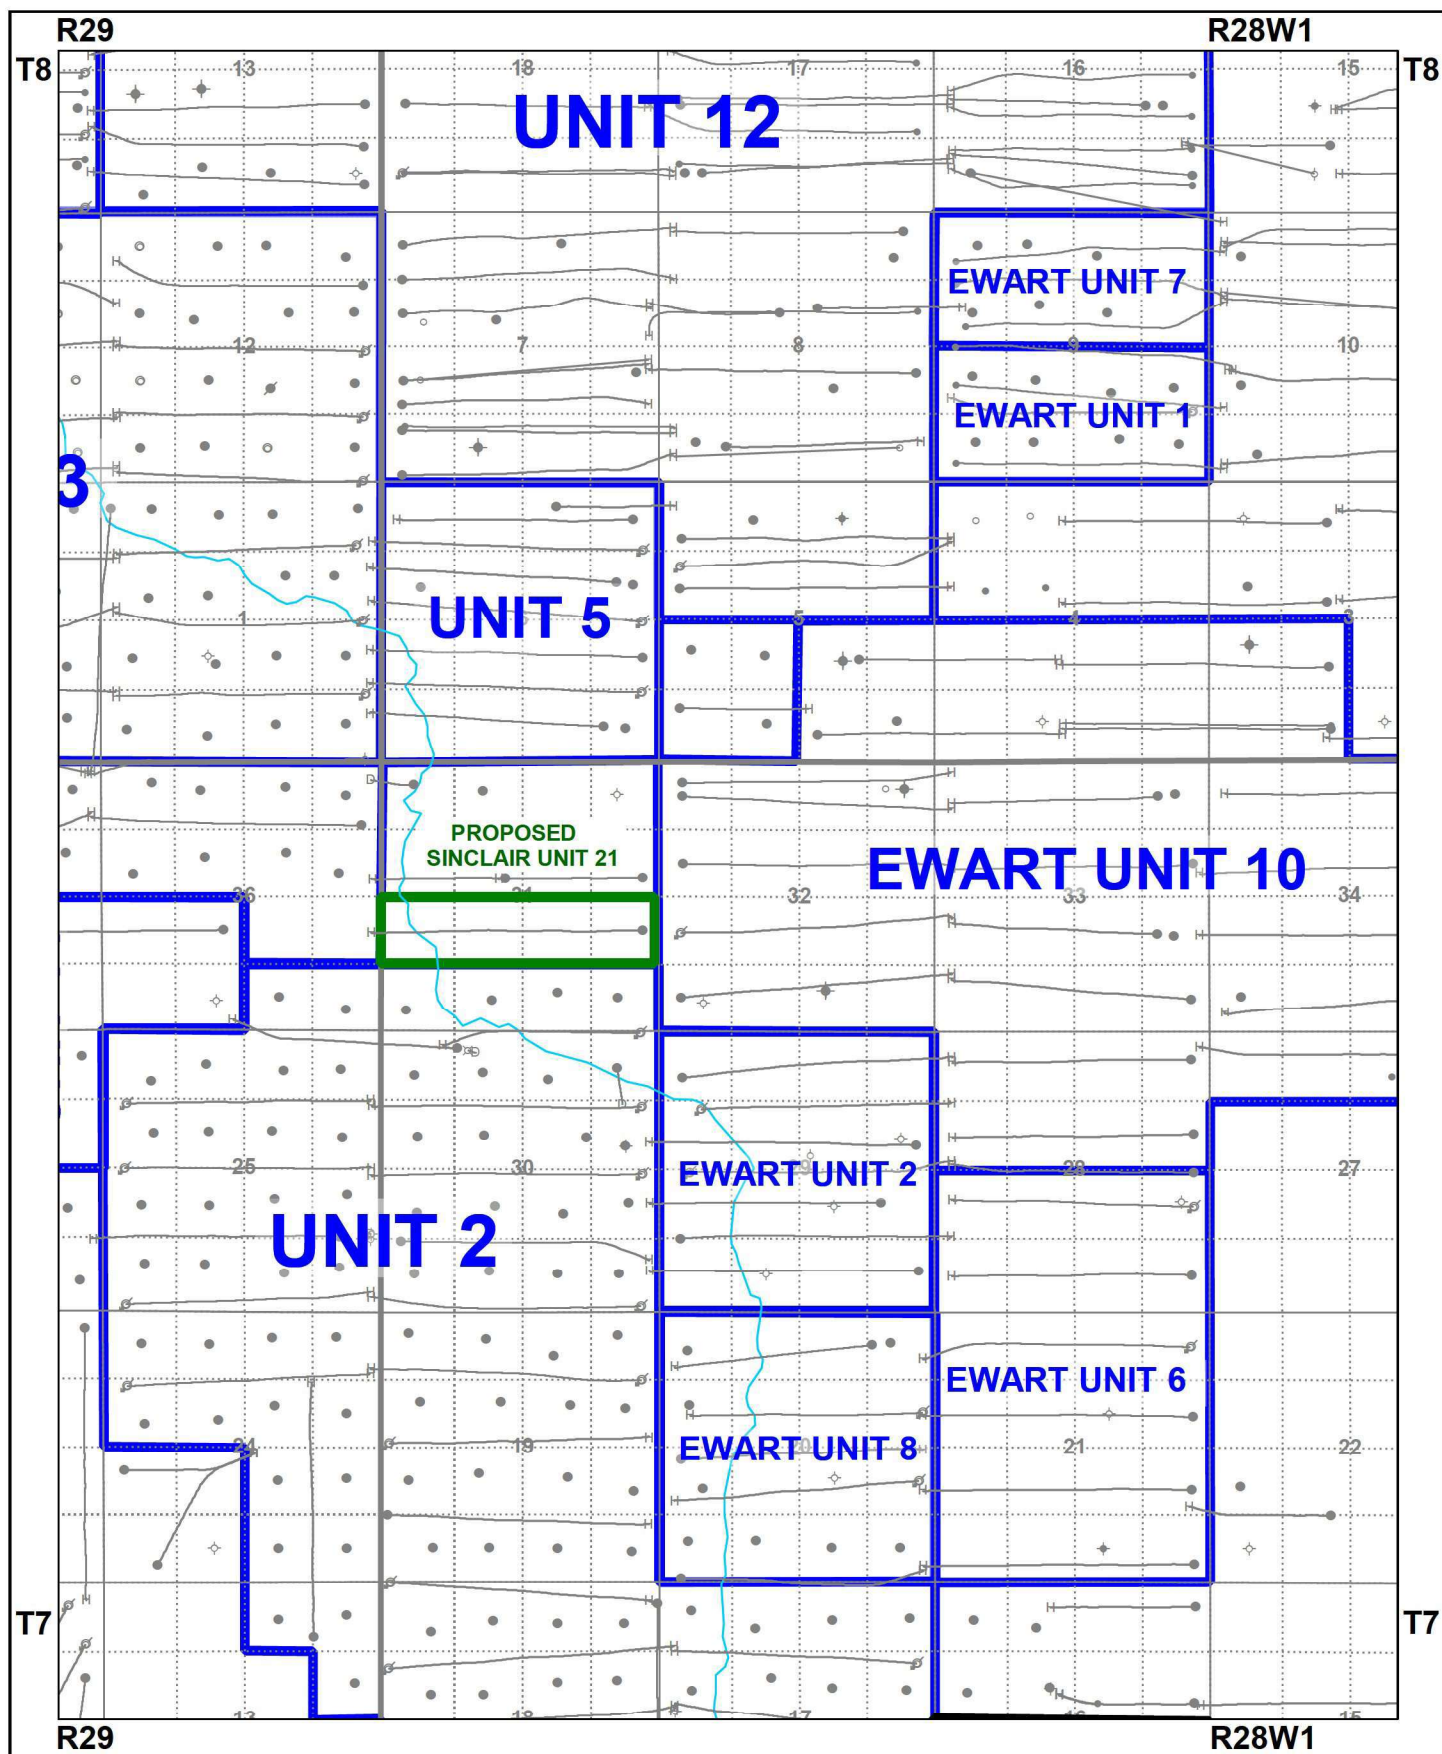 R29 R28W1
T8 13 18 17 16 15 T8
UNIT 12
EWART UNIT 7
12 7 8 9 10
EWART UNIT 1
3
UNIT 5
1 5 4 3
PROPOSED
SINCLAIR UNIT 21
EWART UNIT 10
36 31 32 33 34
25 30 29 28 27
EWART UNIT 2
UNIT 2
EWART UNIT 6
24 19 20 21 22
EWART UNIT 8
T7 T7
13 18 17 16 15
R29 R28W1